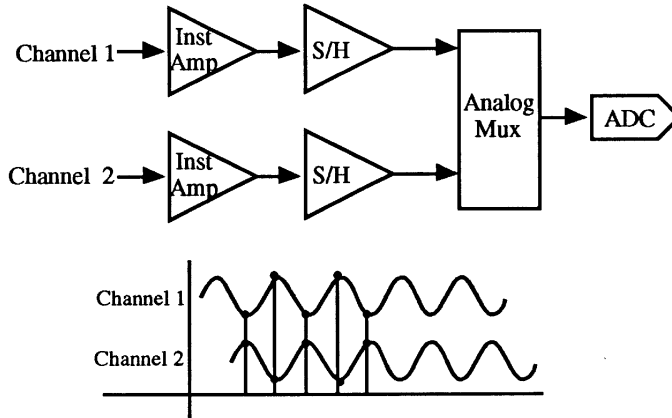 Channel 1
Inst
Amp
S/H
Analog
Mux
ADC
Channel 2
Inst
Amp
S/H
Channel 1
Channel 2